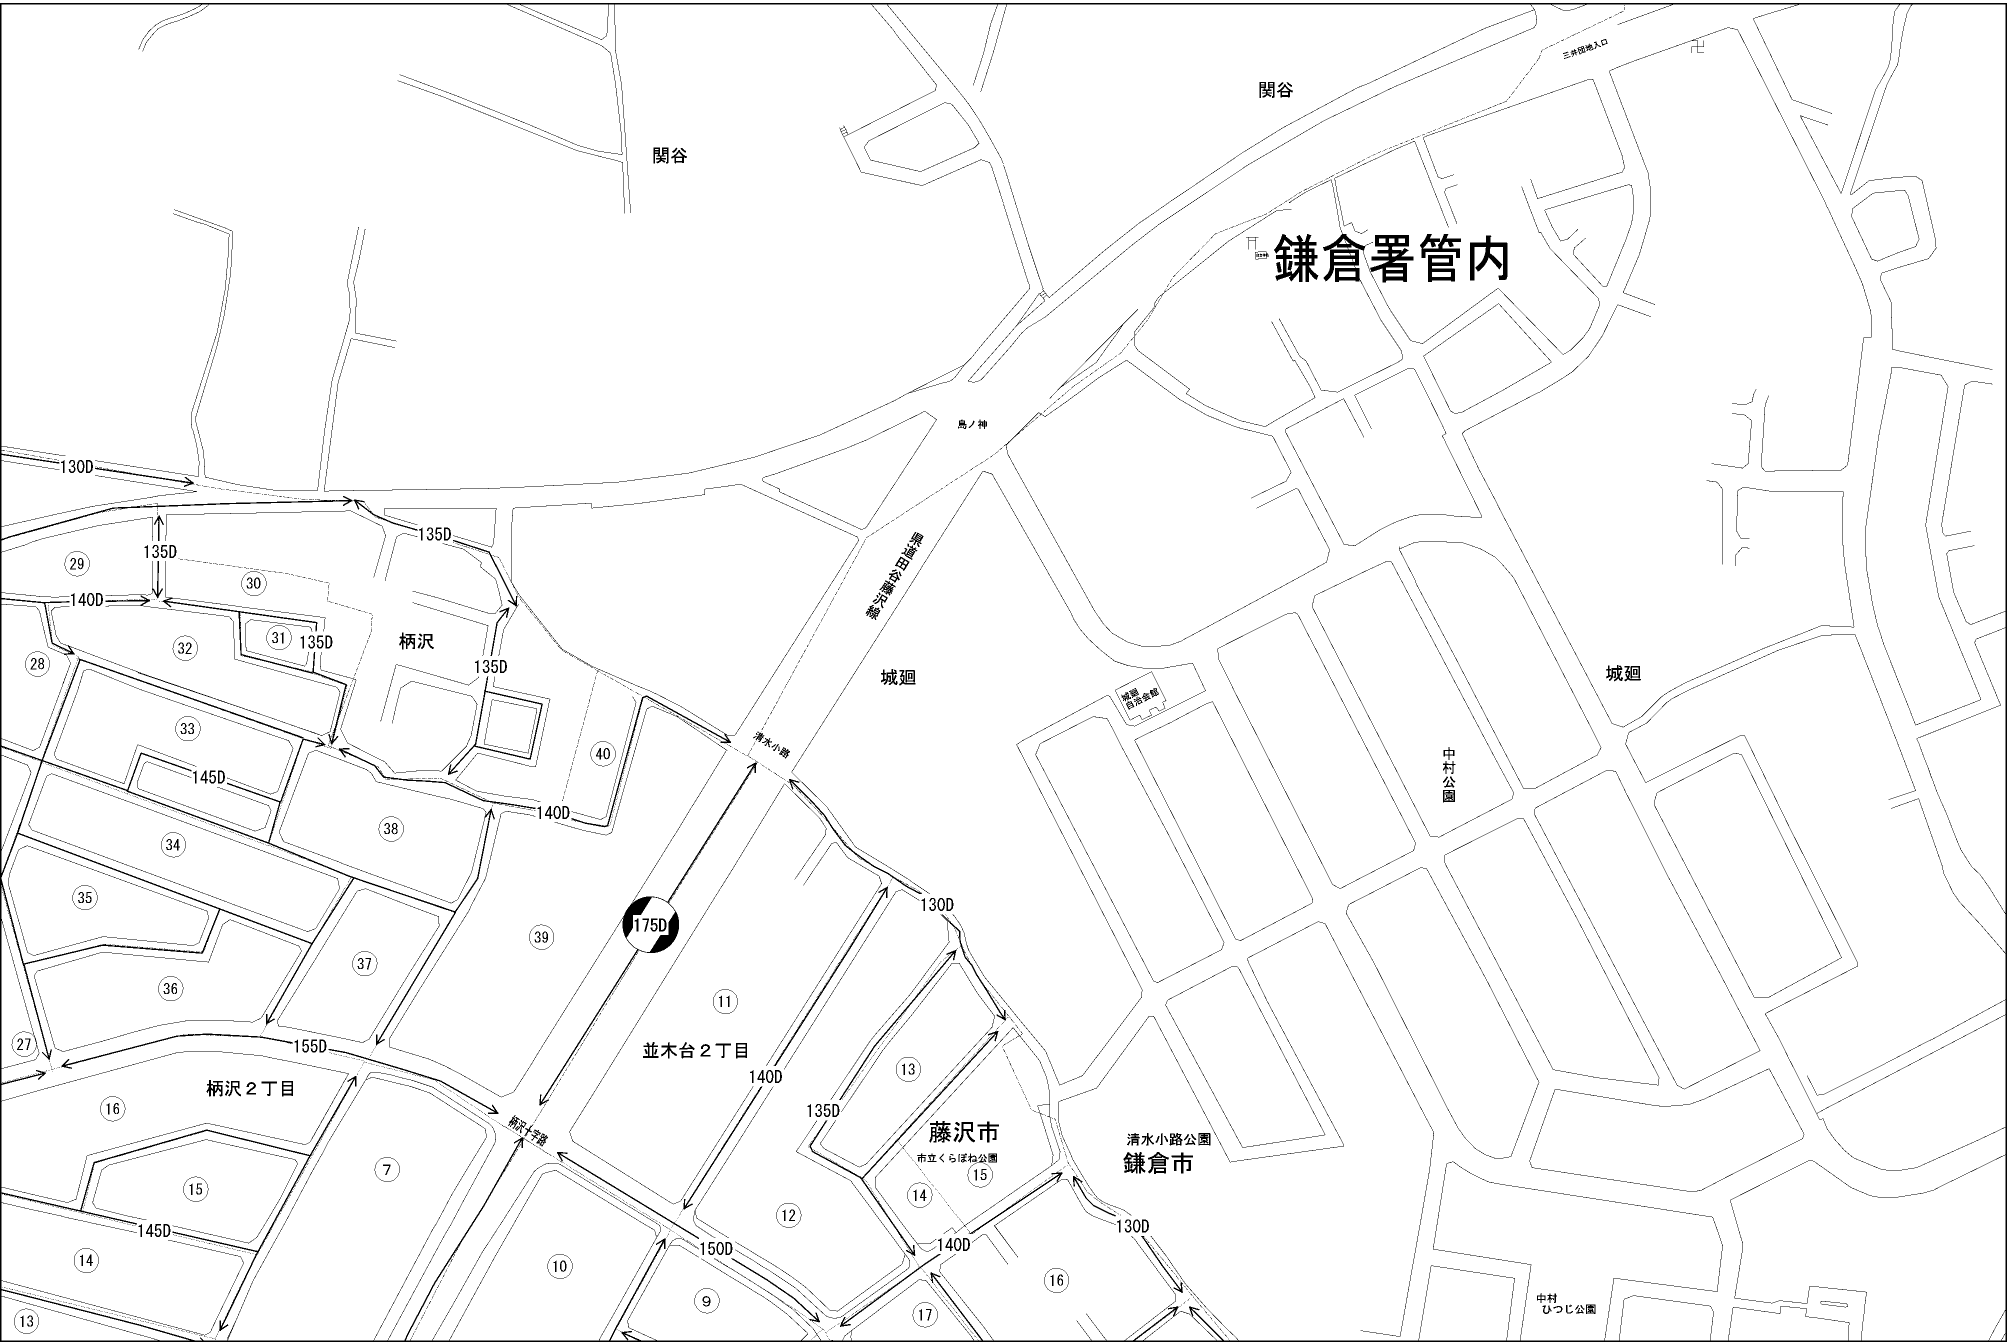 三井団地入口
関谷
関谷
鎌倉署管内
島ノ神
130D
135D
県道田谷藤沢線
135D
29
30
140D
31
135D
柄沢
32
28
135D
城廻
城廻
城廻
自治会館
33
清水小路
40
中村公園
145D
140D
38
34
35
130D
175D
39
37
36
11
27
155D
並木台２丁目
13
140D
柄沢２丁目
16
135D
柄沢十字路
藤沢市
清水小路公園
市立くらぼね公園
鎌倉市
7
15
15
14
12
130D
145D
150D
140D
14
10
16
9
17
13
中村
ひつじ公園